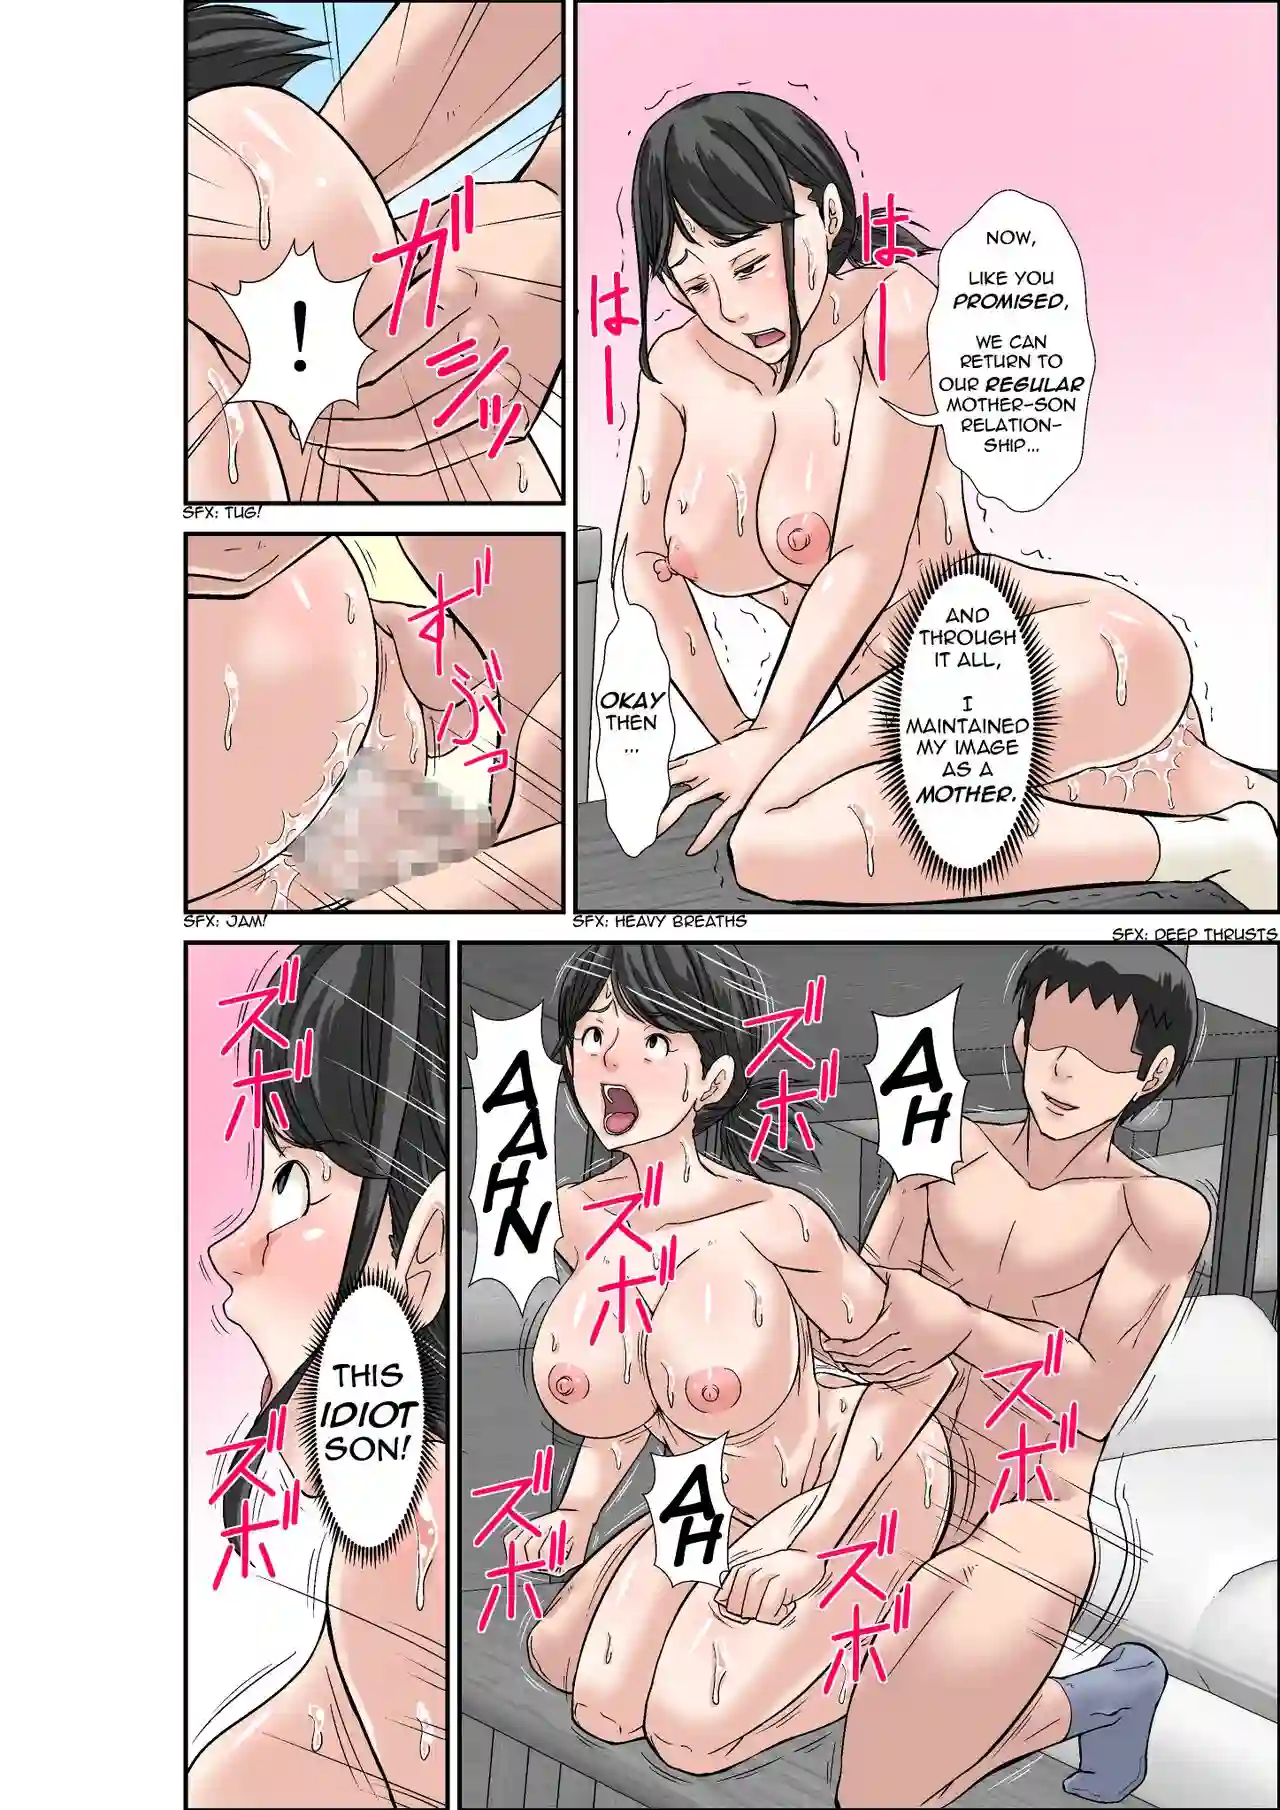 NOW,
LIKE YOU
PROMISED,
WE CAN
RETURN TO
OUR REGULAR
MOTHER-SON
RELATION-
SHIP...
はー
はー
AND
THROUGH
IT ALL,
I
MAINTAINED
MY IMAGE
AS A
MOTHER.
OKAY
THEN
...
SFX: HEAVY BREATHS
!
ガシッ
SFX: TUG!
ずぶっ
SFX: JAM!
SFX: DEEP THRUSTS
AH
AAHN
AH
ズボ
ズボ
ズボ
ズボ
ズボ
ズボ
ズボ
THIS
IDIOT
SON!